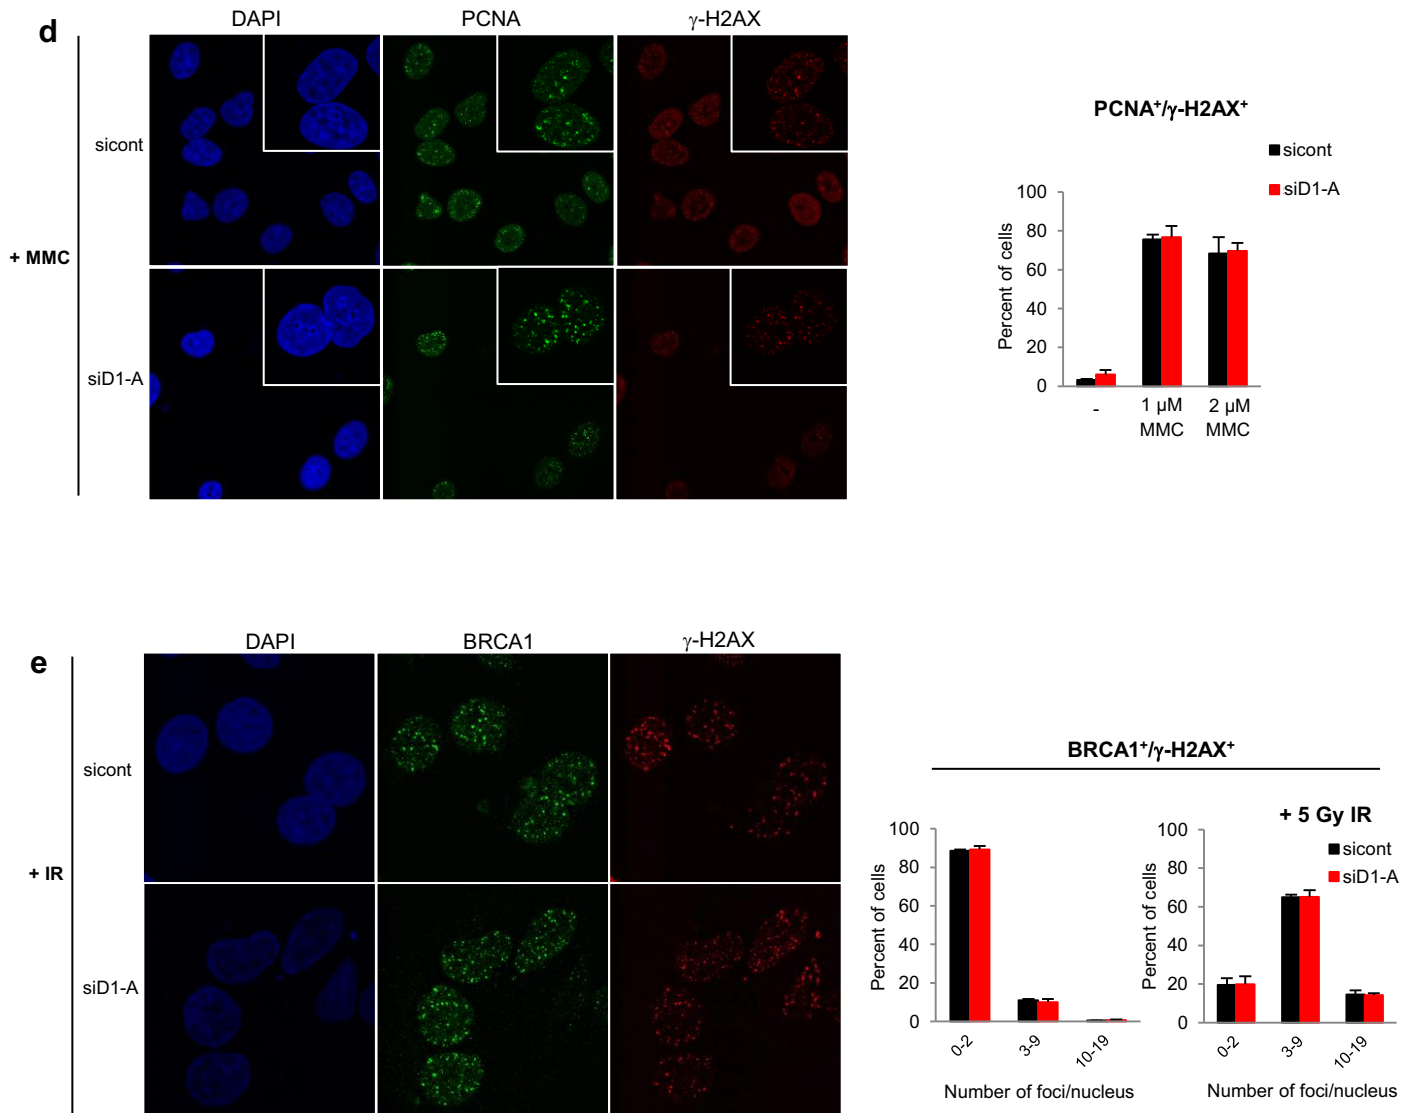 d
DAPI
PCNA
γ-H2AX
+ MMC
sicont
siD1-A
PCNA⁺/γ-H2AX⁺
sicont
siD1-A
Percent of cells
100
80
60
40
20
0
-
1 µM
MMC
2 µM
MMC
e
DAPI
BRCA1
γ-H2AX
+ IR
sicont
siD1-A
BRCA1⁺/γ-H2AX⁺
Percent of cells
100
80
60
40
20
0
0-2
3-9
10-19
Number of foci/nucleus
+ 5 Gy IR
sicont
siD1-A
Percent of cells
100
80
60
40
20
0
0-2
3-9
10-19
Number of foci/nucleus